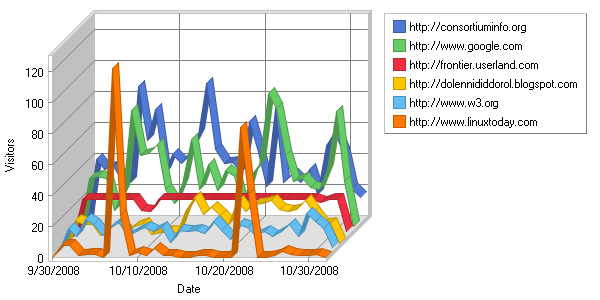 http://consortiuminfo.org
http://www.google.com
http://frontier.userland.com
http://dolennididdorol.blogspot.com
http://www.w3.org
http://www.linuxtoday.com
120
100
80
60
40
20
0
Visitors
9/30/2008 10/10/2008 10/20/2008 10/30/2008
Date